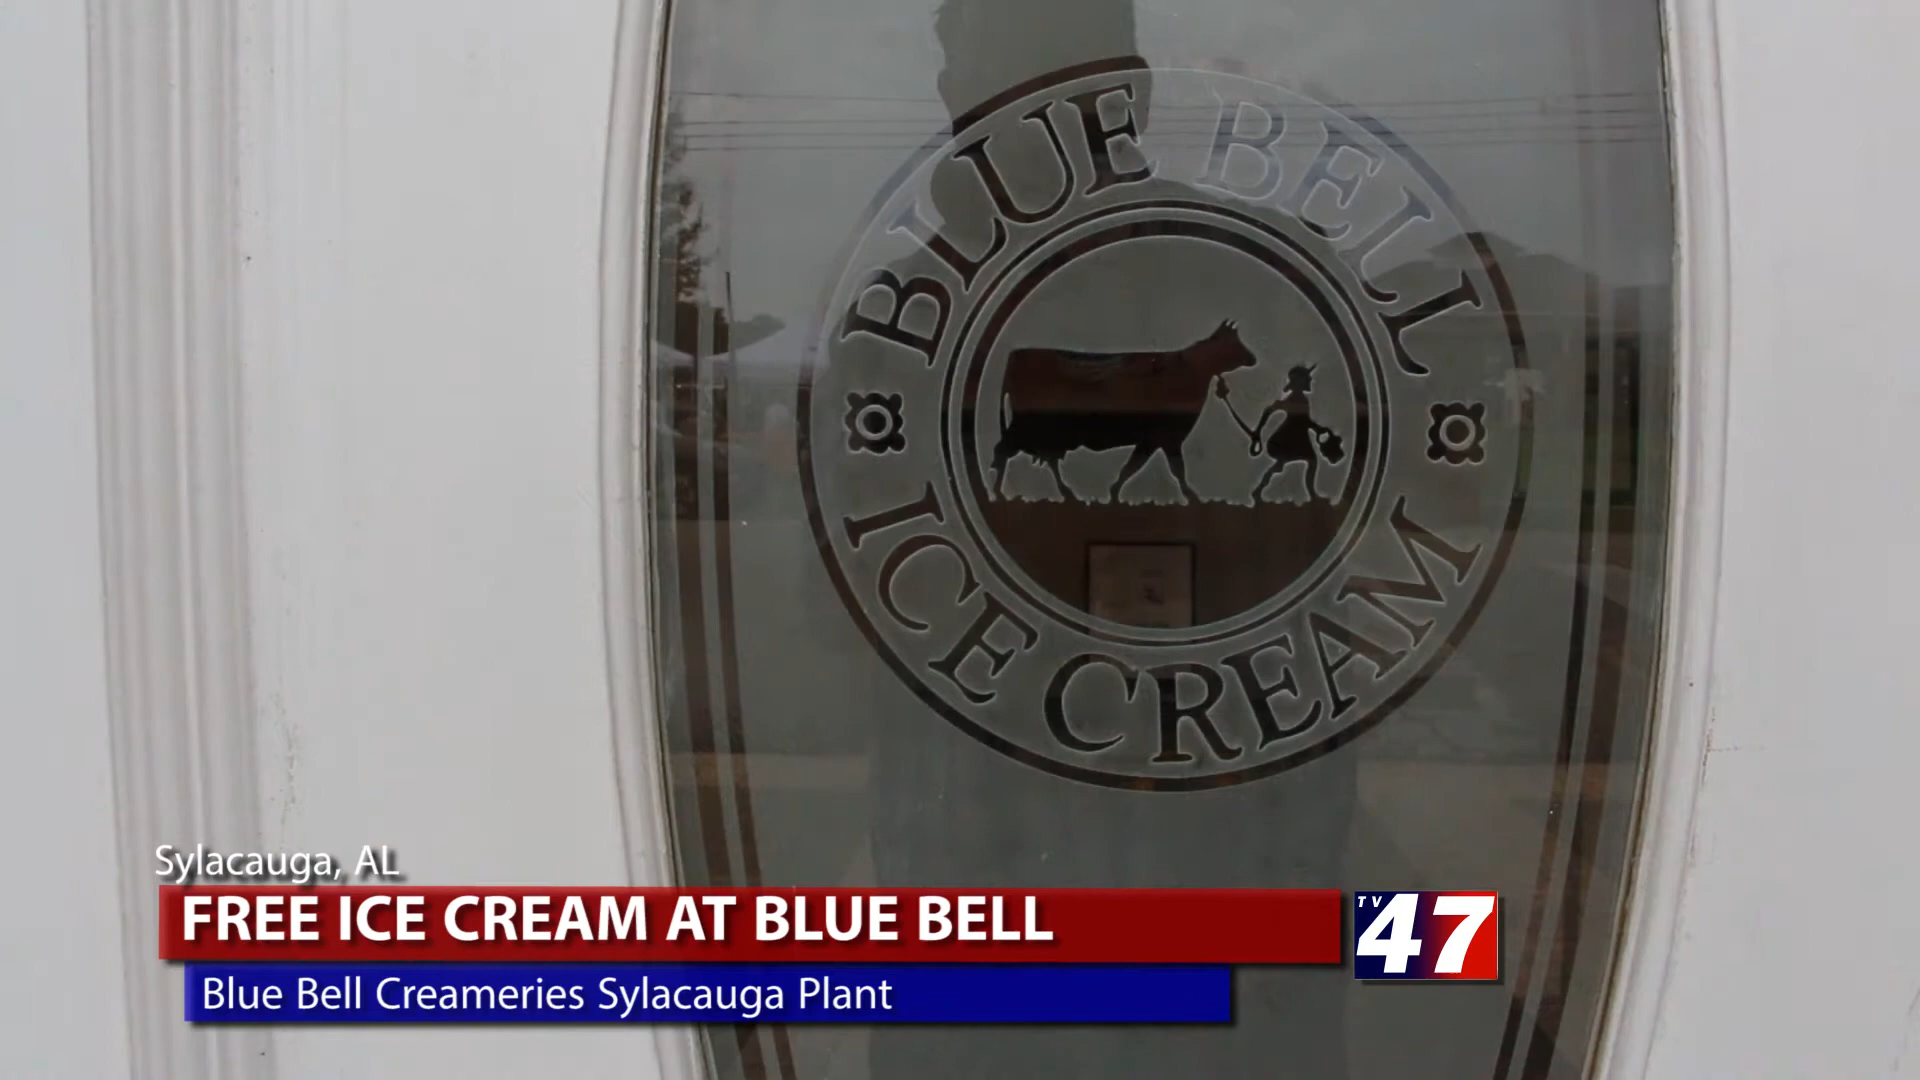 BLUE BELL
ICE CREAM
Sylacauga, AL
FREE ICE CREAM AT BLUE BELL
TV
47
Blue Bell Creameries Sylacauga Plant